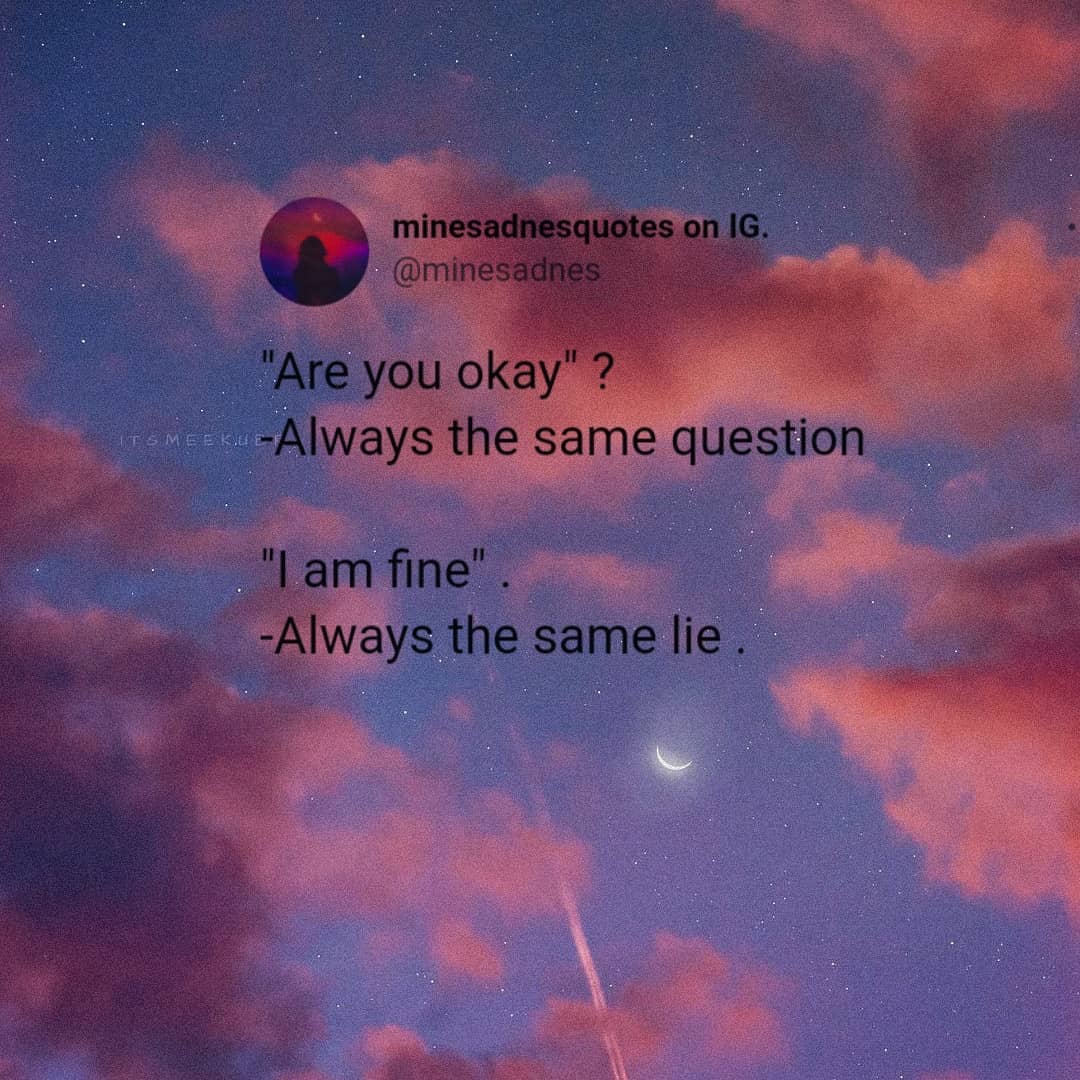 minesadnesquotes on IG.
@minesadnes
"Are you okay" ?
-Always the same question
"I am fine" .
-Always the same lie .